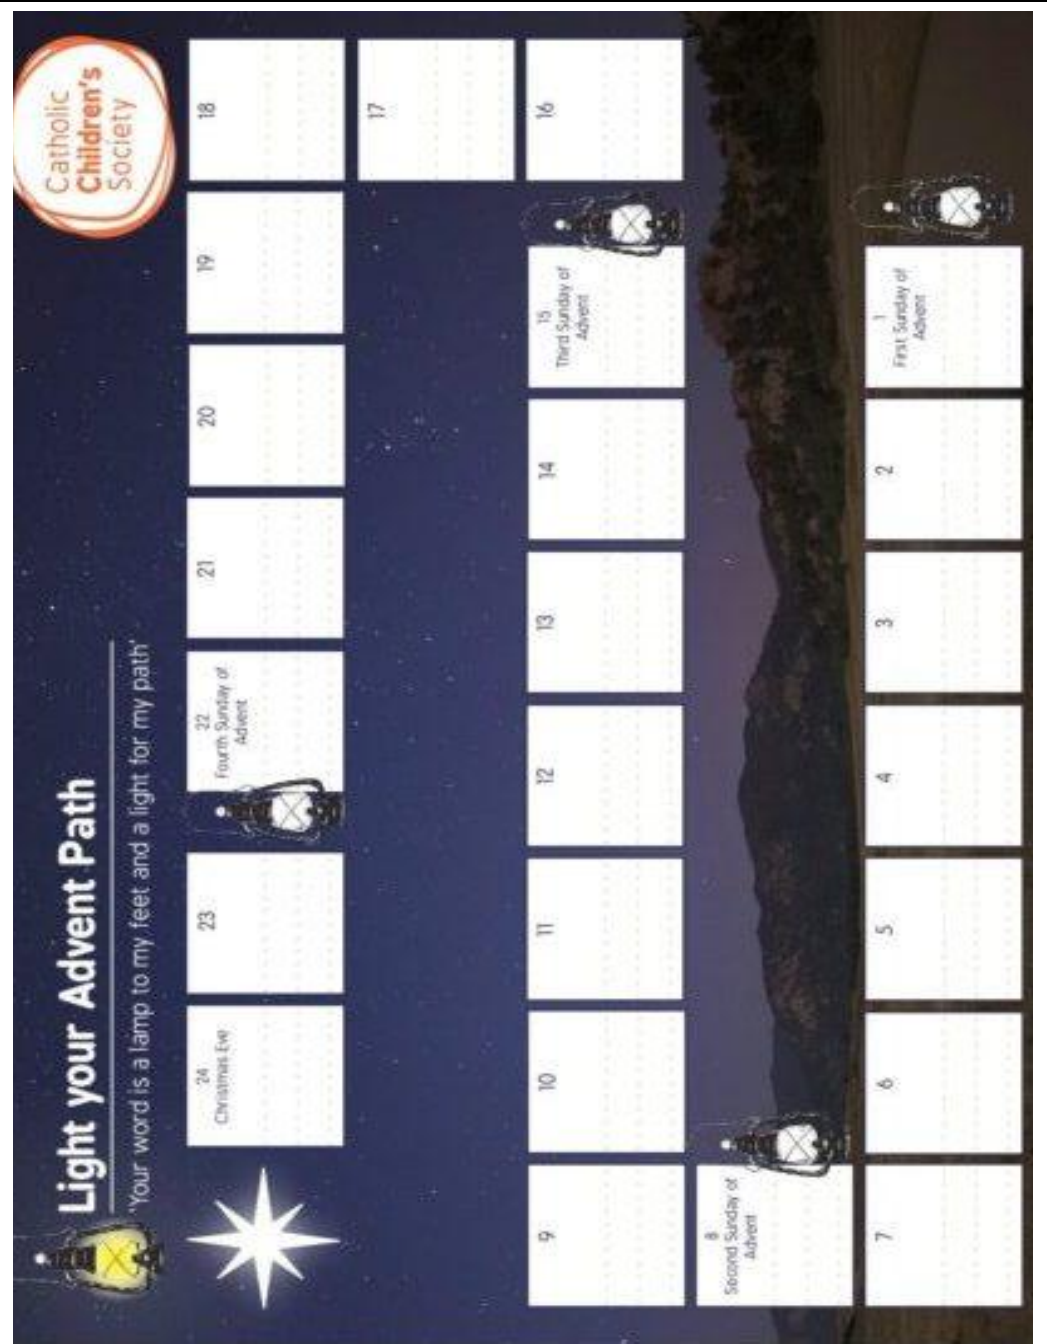 Light your Advent Path
'Your word is a lamp to my feet and a light for my path'
Catholic
Children's
Society
24
Christmas Eve
23
22
Fourth Sunday of
Advent
21
20
19
18
17
9
10
11
12
13
14
15
Third Sunday of
Advent
16
8
Second Sunday of
Advent
7
6
5
4
3
2
1
First Sunday of
Advent